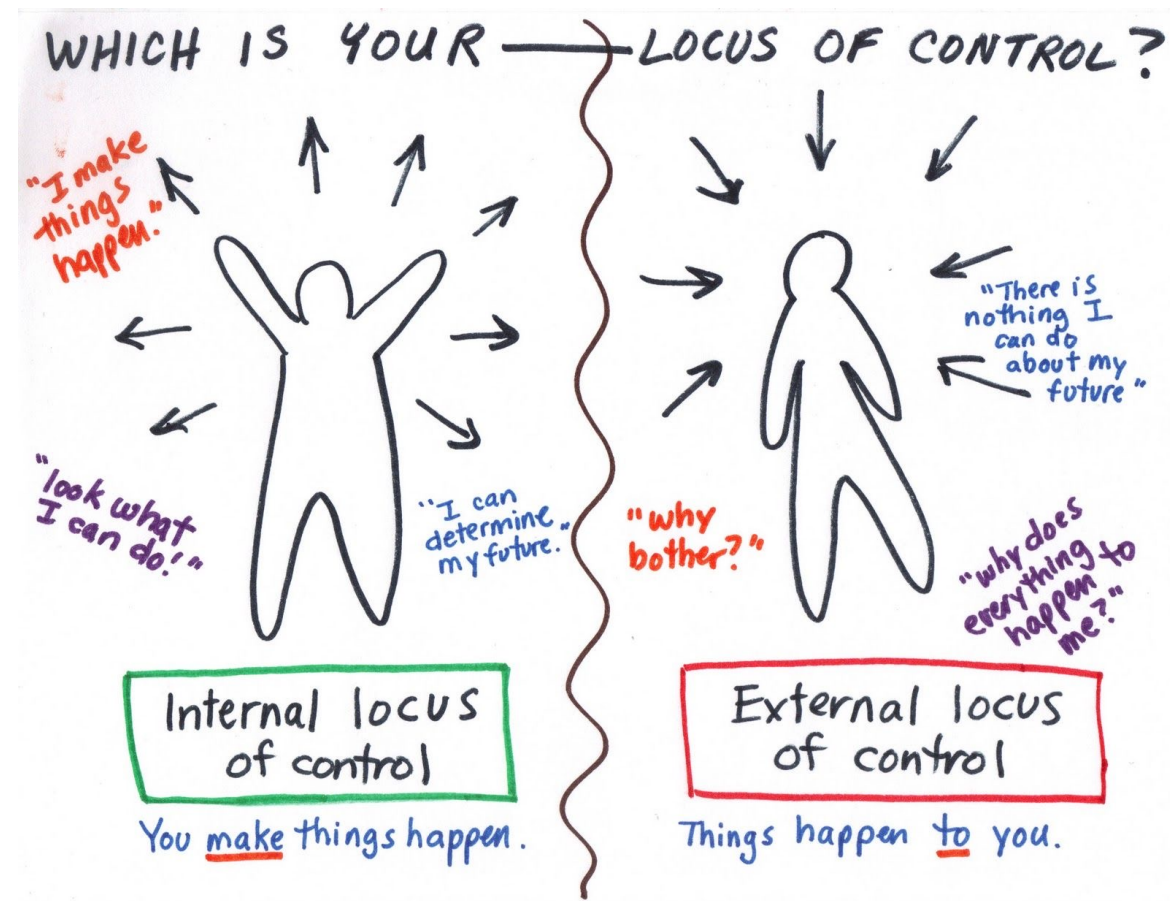 WHICH IS YOUR — LOCUS OF CONTROL?
"I make
things
happen."
"look what
I can do!"
"I can
determine
my future."
Internal locus
of control
You make things happen.
"There is
nothing I
can do
about my
future"
"why
bother?"
"why does
everything
happen to
me?"
External locus
of control
Things happen to you.